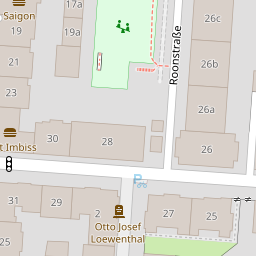 Saigon
17a
26c
19
19a
Roonstraße
21
26b
23
26a
t Imbiss
30
28
26
31
29
2
27
25
Otto Josef
Loewenthal
25